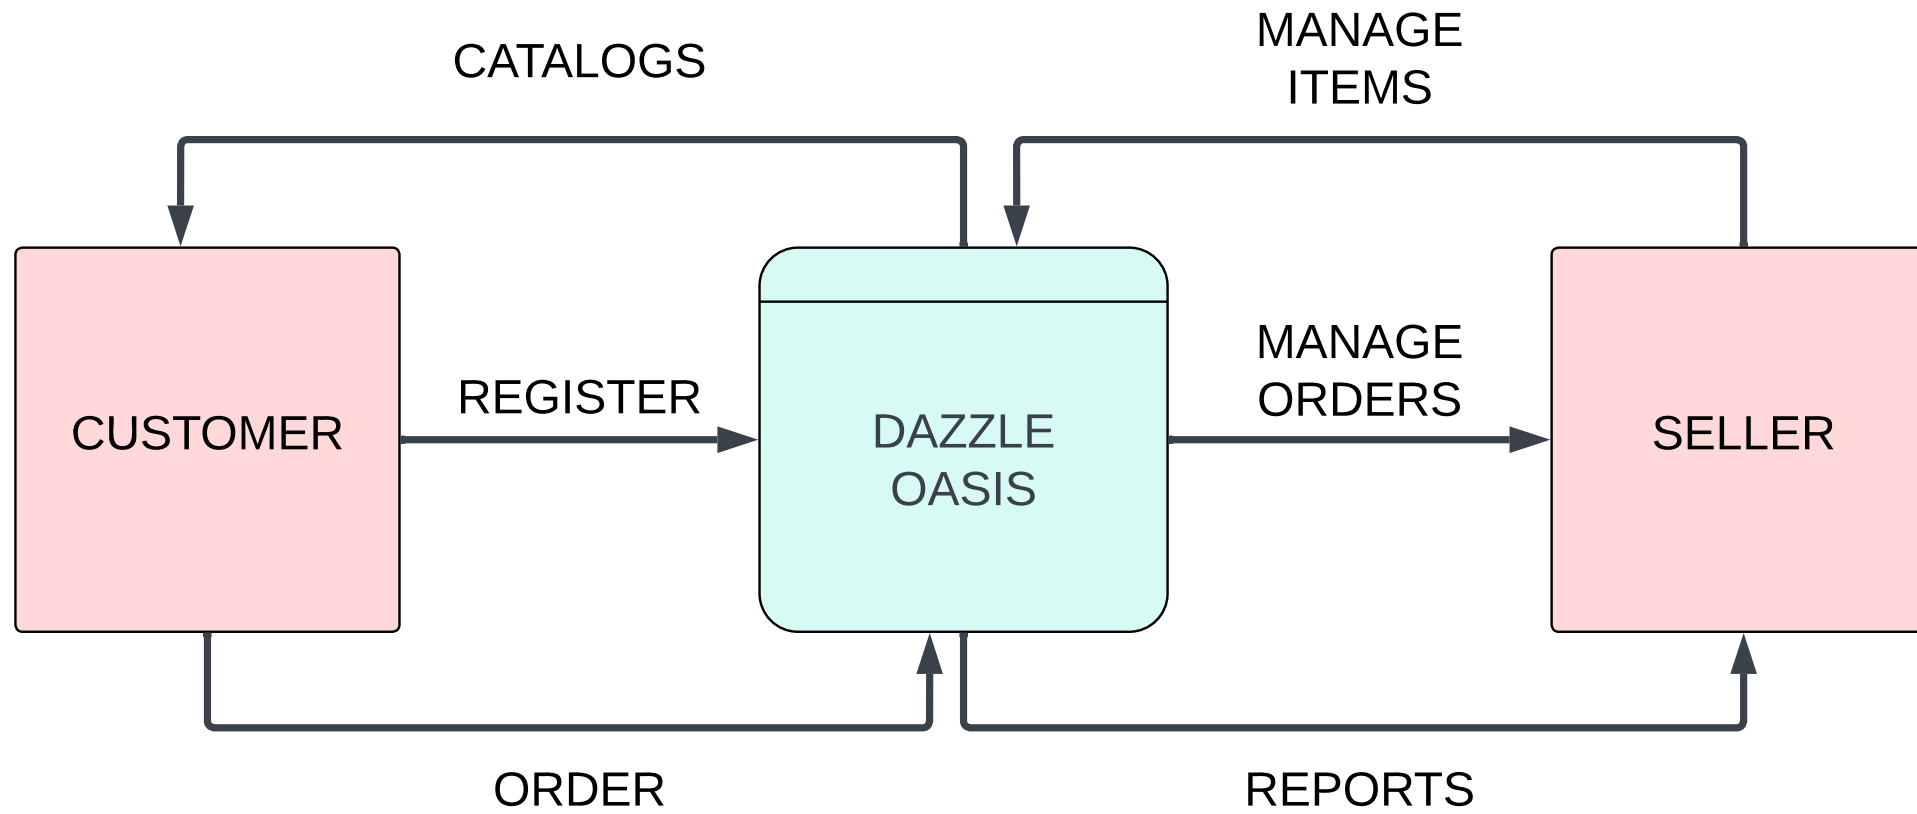 CATALOGS
MANAGE
ITEMS
CUSTOMER
REGISTER
DAZZLE
OASIS
MANAGE
ORDERS
SELLER
ORDER
REPORTS